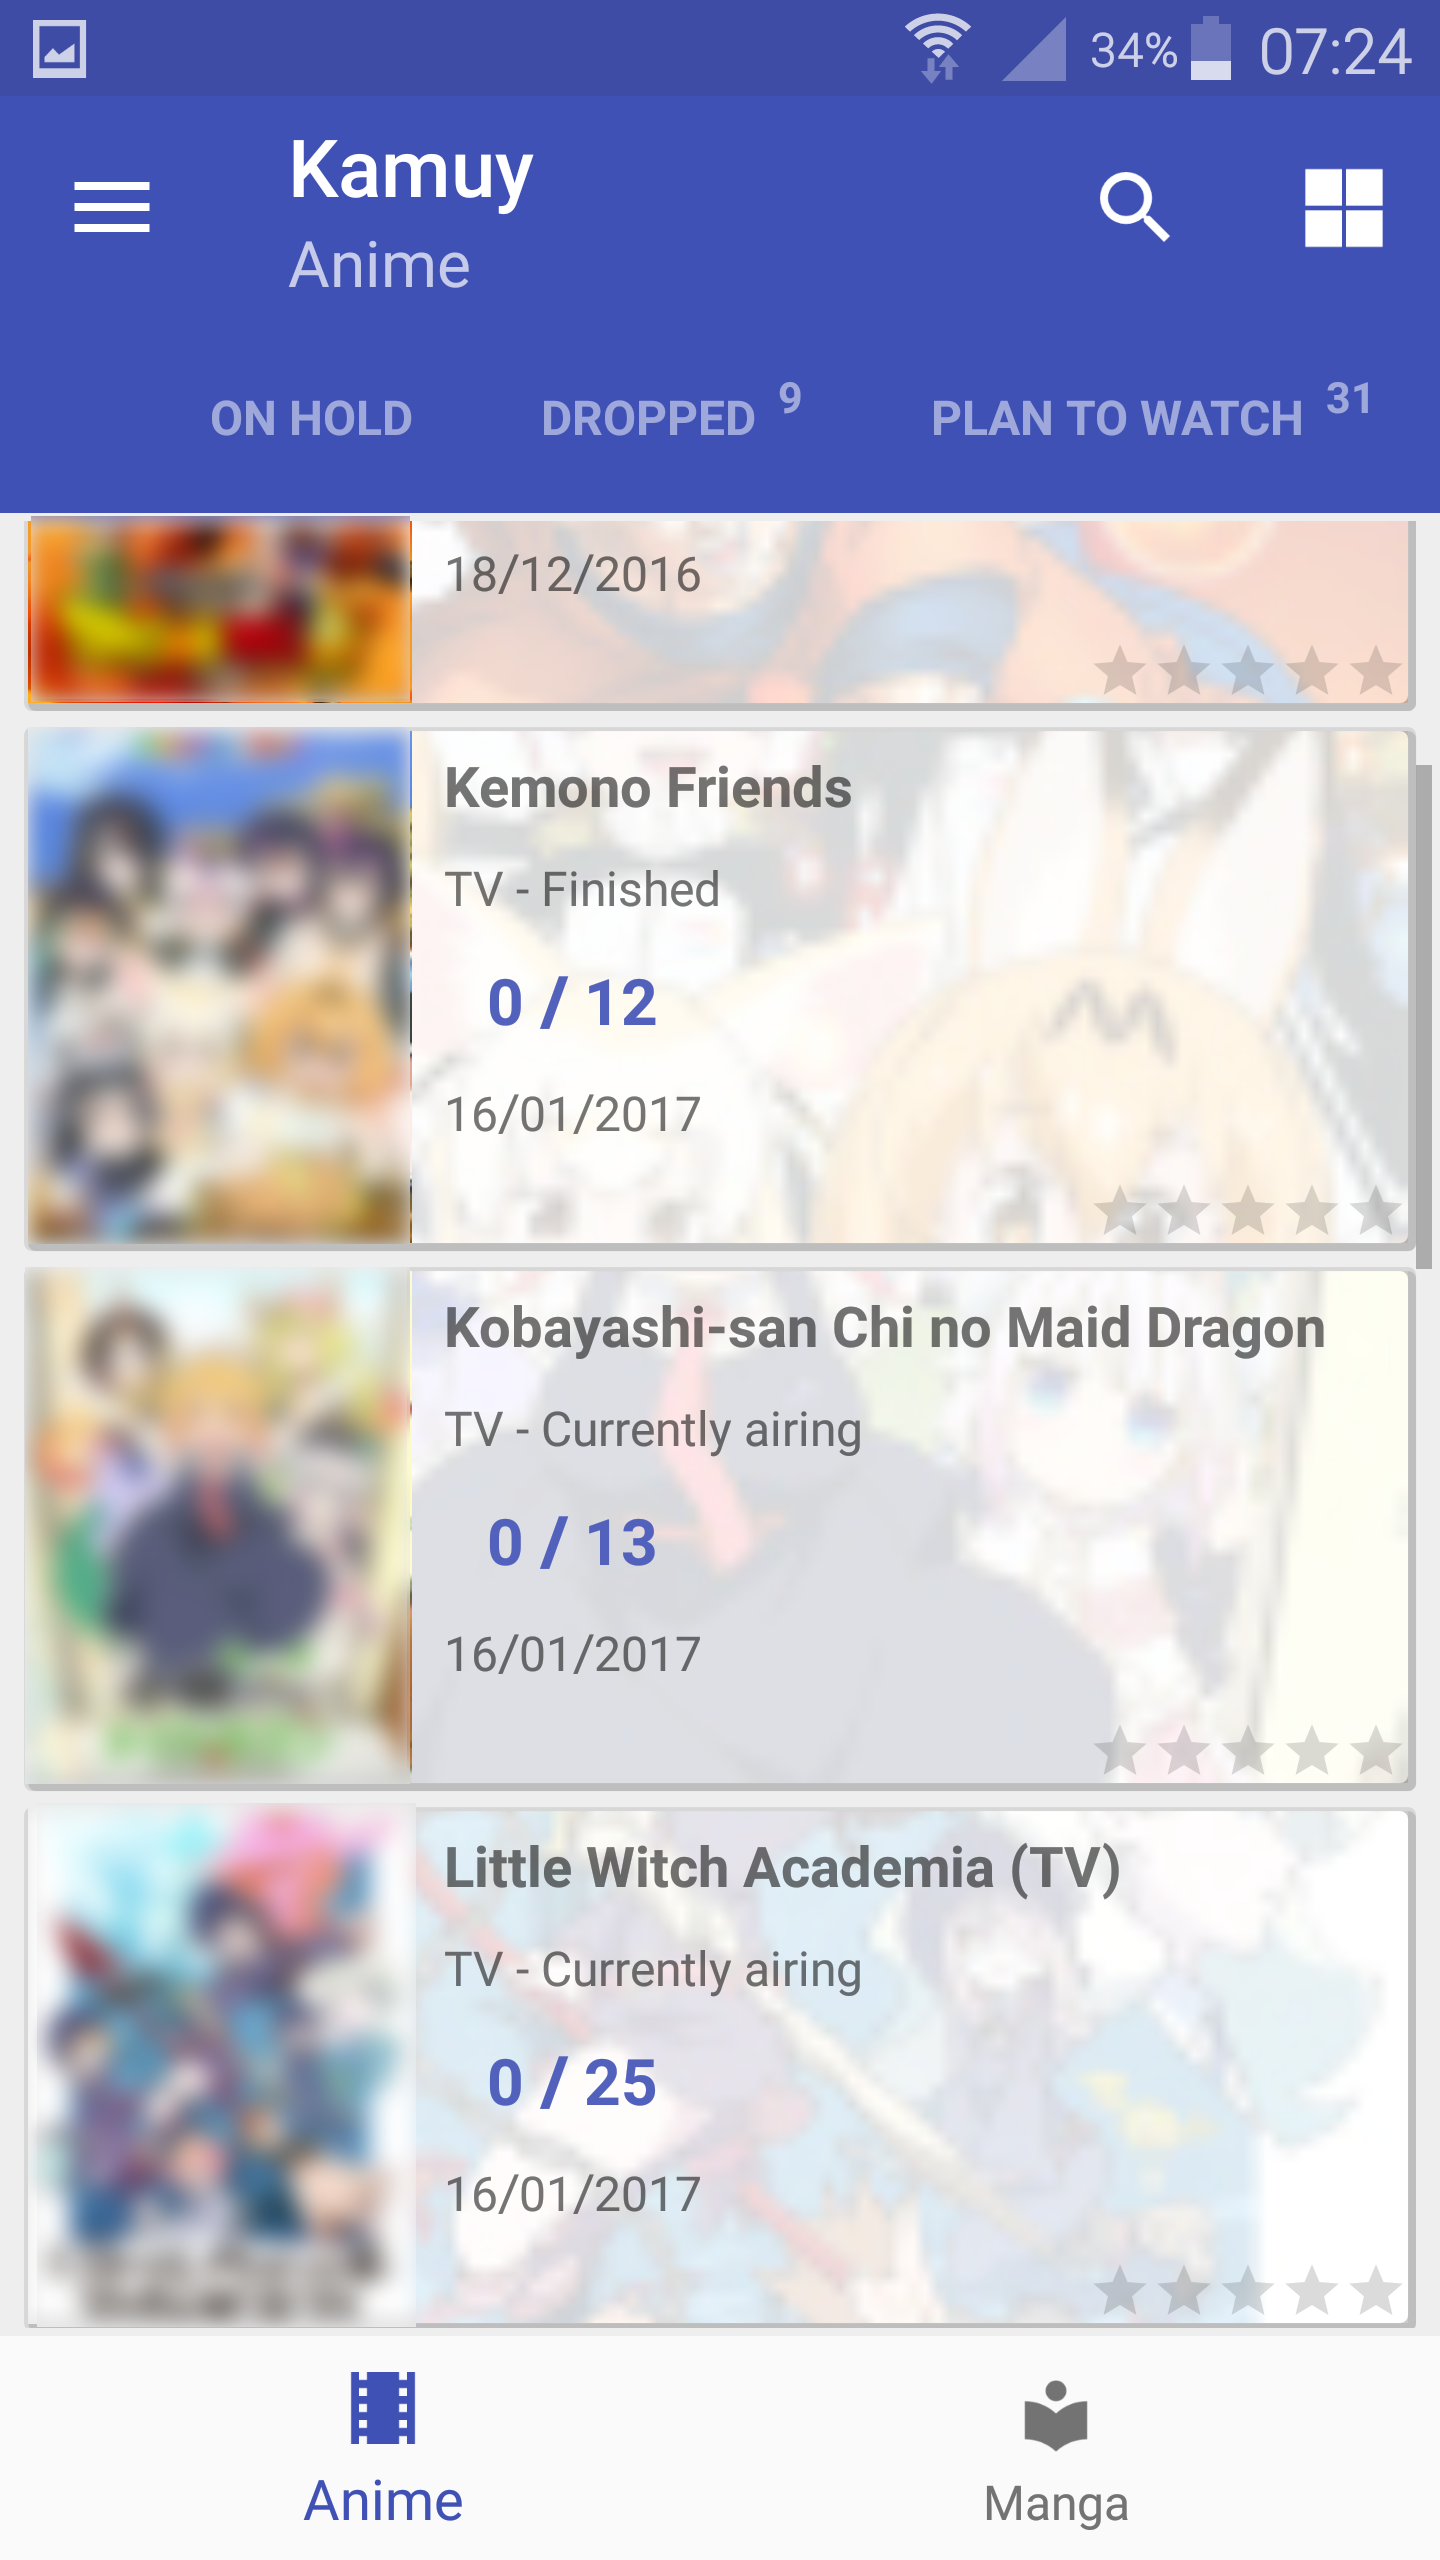 34% 07:24
Kamuy
Anime
ON HOLD DROPPED 9 PLAN TO WATCH 31
18/12/2016
Kemono Friends
TV - Finished
0 / 12
16/01/2017
Kobayashi-san Chi no Maid Dragon
TV - Currently airing
0 / 13
16/01/2017
Little Witch Academia (TV)
TV - Currently airing
0 / 25
16/01/2017
Anime Manga